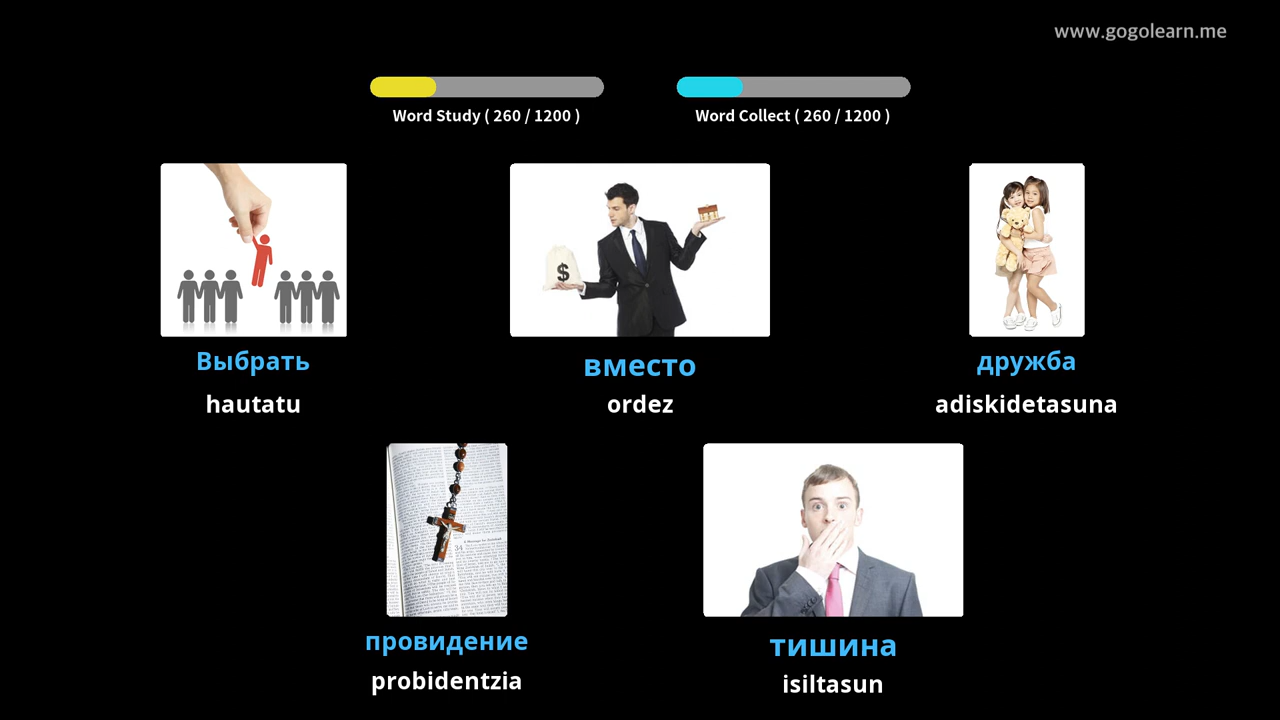 www.gogolearn.me
Word Study ( 260 / 1200 )
Word Collect ( 260 / 1200 )
$
Выбрать
hautatu
вместо
ordez
дружба
adiskidetasuna
34
провидение
probidentzia
тишина
isiltasun